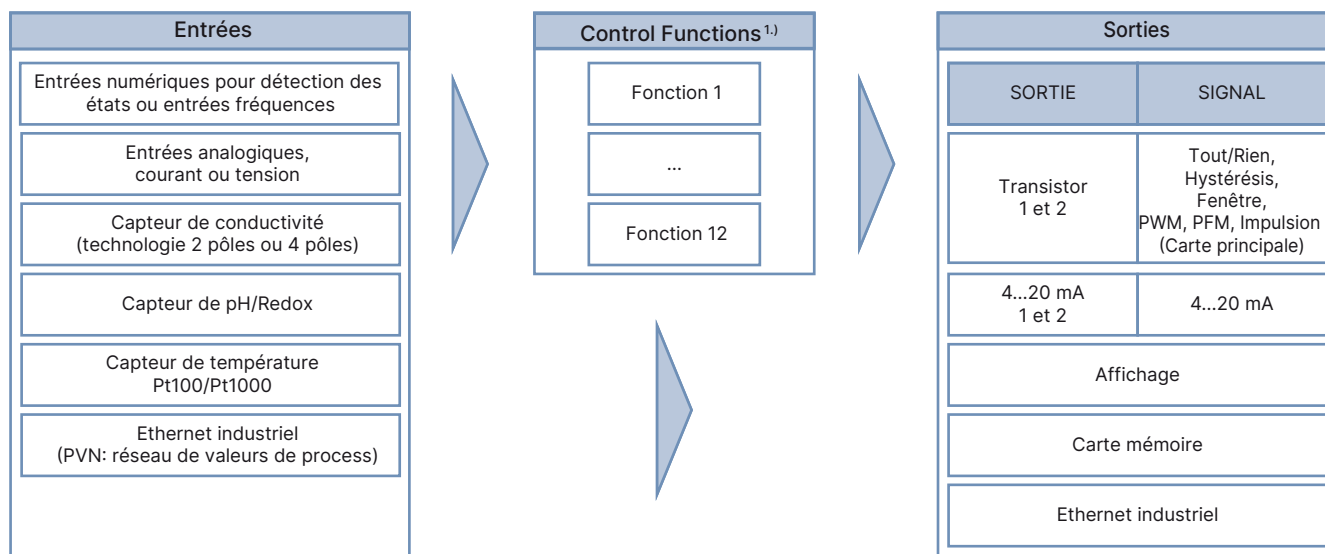 Entrées
Entrées numériques pour détection des
états ou entrées fréquences
Entrées analogiques,
courant ou tension
Capteur de conductivité
(technologie 2 pôles ou 4 pôles)
Capteur de pH/Redox
Capteur de température
Pt100/Pt1000
Ethernet industriel
(PVN: réseau de valeurs de process)
Control Functions 1.)
Fonction 1
...
Fonction 12
Sorties
SORTIE
SIGNAL
Transistor
1 et 2
Tout/Rien,
Hystérésis,
Fenêtre,
PWM, PFM, Impulsion
(Carte principale)
4...20 mA
1 et 2
4...20 mA
Affichage
Carte mémoire
Ethernet industriel